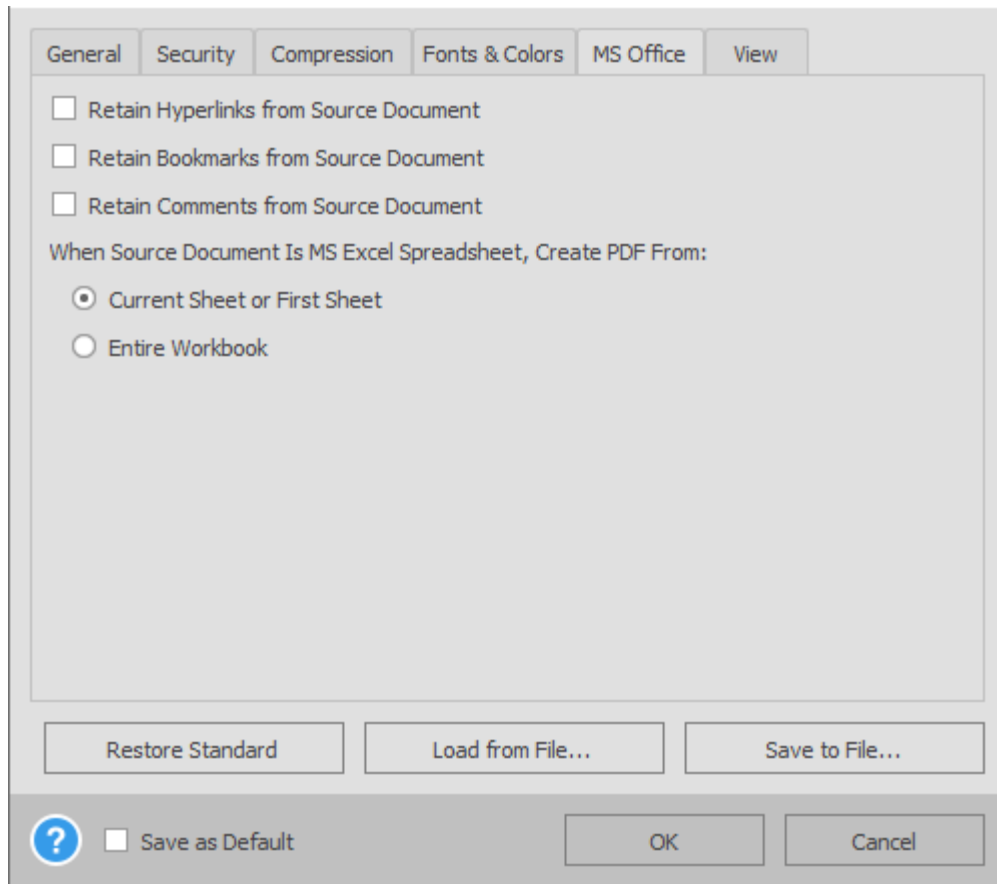 General Security Compression Fonts & Colors MS Office View
Retain Hyperlinks from Source Document
Retain Bookmarks from Source Document
Retain Comments from Source Document
When Source Document Is MS Excel Spreadsheet, Create PDF From:
Current Sheet or First Sheet
Entire Workbook
Restore Standard Load from File... Save to File...
? Save as Default OK Cancel